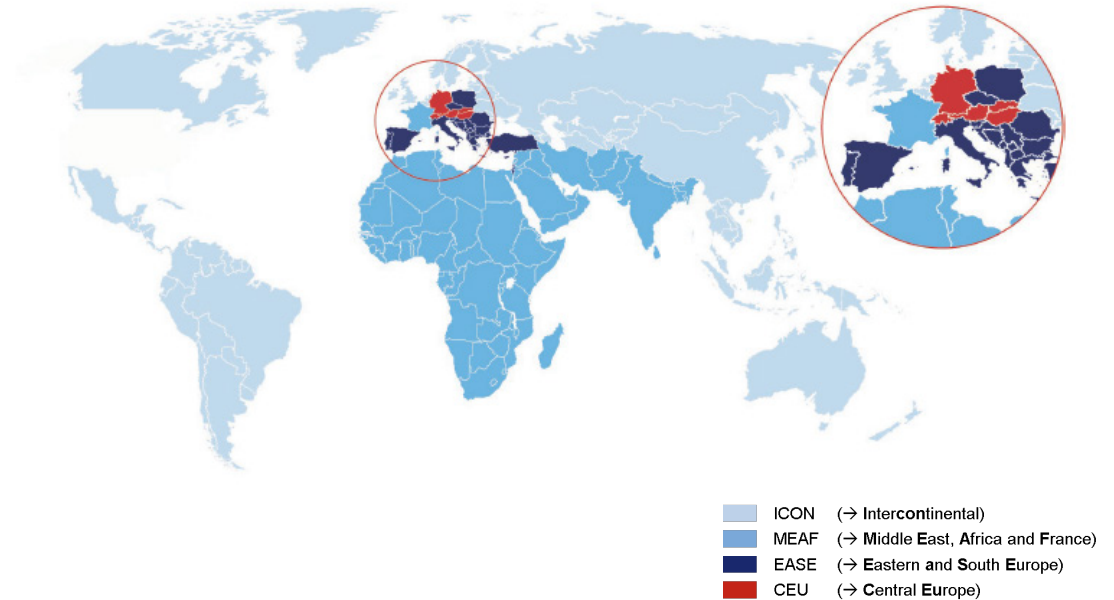 ICON (→ Intercontinental)
MEAF (→ Middle East, Africa and France)
EASE (→ Eastern and South Europe)
CEU (→ Central Europe)